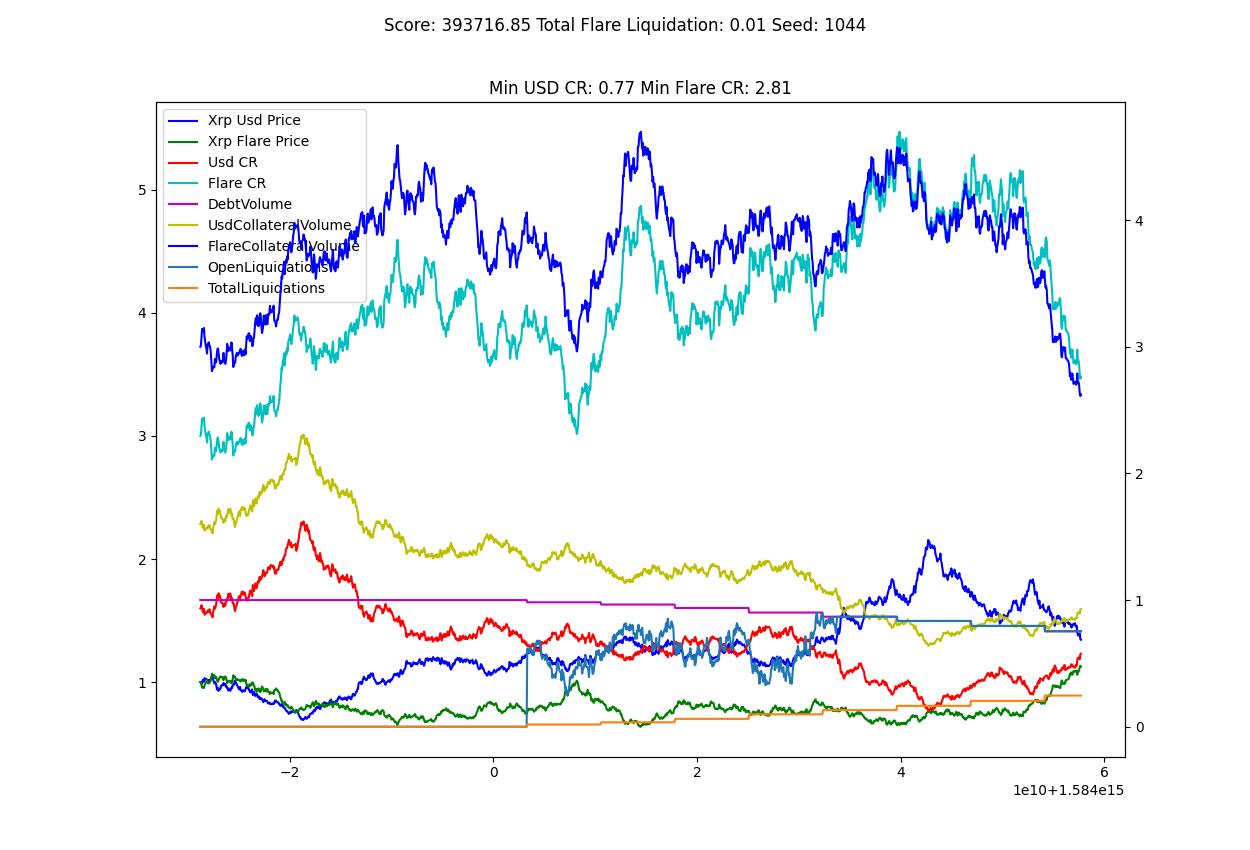 Score: 393716.85 Total Flare Liquidation: 0.01 Seed: 1044
Min USD CR: 0.77 Min Flare CR: 2.81
Xrp Usd Price
Xrp Flare Price
Usd CR
Flare CR
DebtVolume
UsdCollateralVolume
FlareCollateralVolume
OpenLiquidations
TotalLiquidations
5
4
3
2
1
4
3
2
1
0
−2
0
2
4
6
1e10+1.584e15